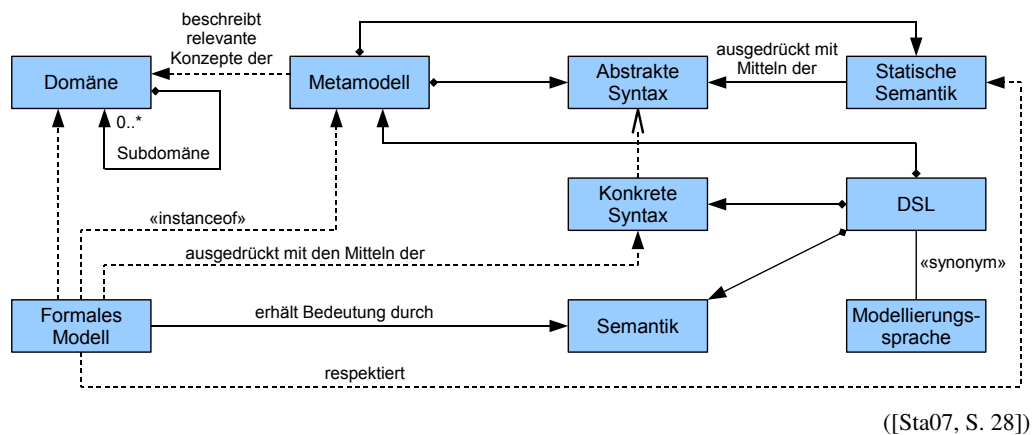 beschreibt
relevante
Konzepte der
Domäne
Metamodell
Abstrakte
Syntax
ausgedrückt mit
Mitteln der
Statische
Semantik
0..*
Subdomäne
Konkrete
Syntax
DSL
«instanceof»
ausgedrückt mit den Mitteln der
«synonym»
Formales
Modell
erhält Bedeutung durch
Semantik
Modellierungs-
sprache
respektiert
([Sta07, S. 28])